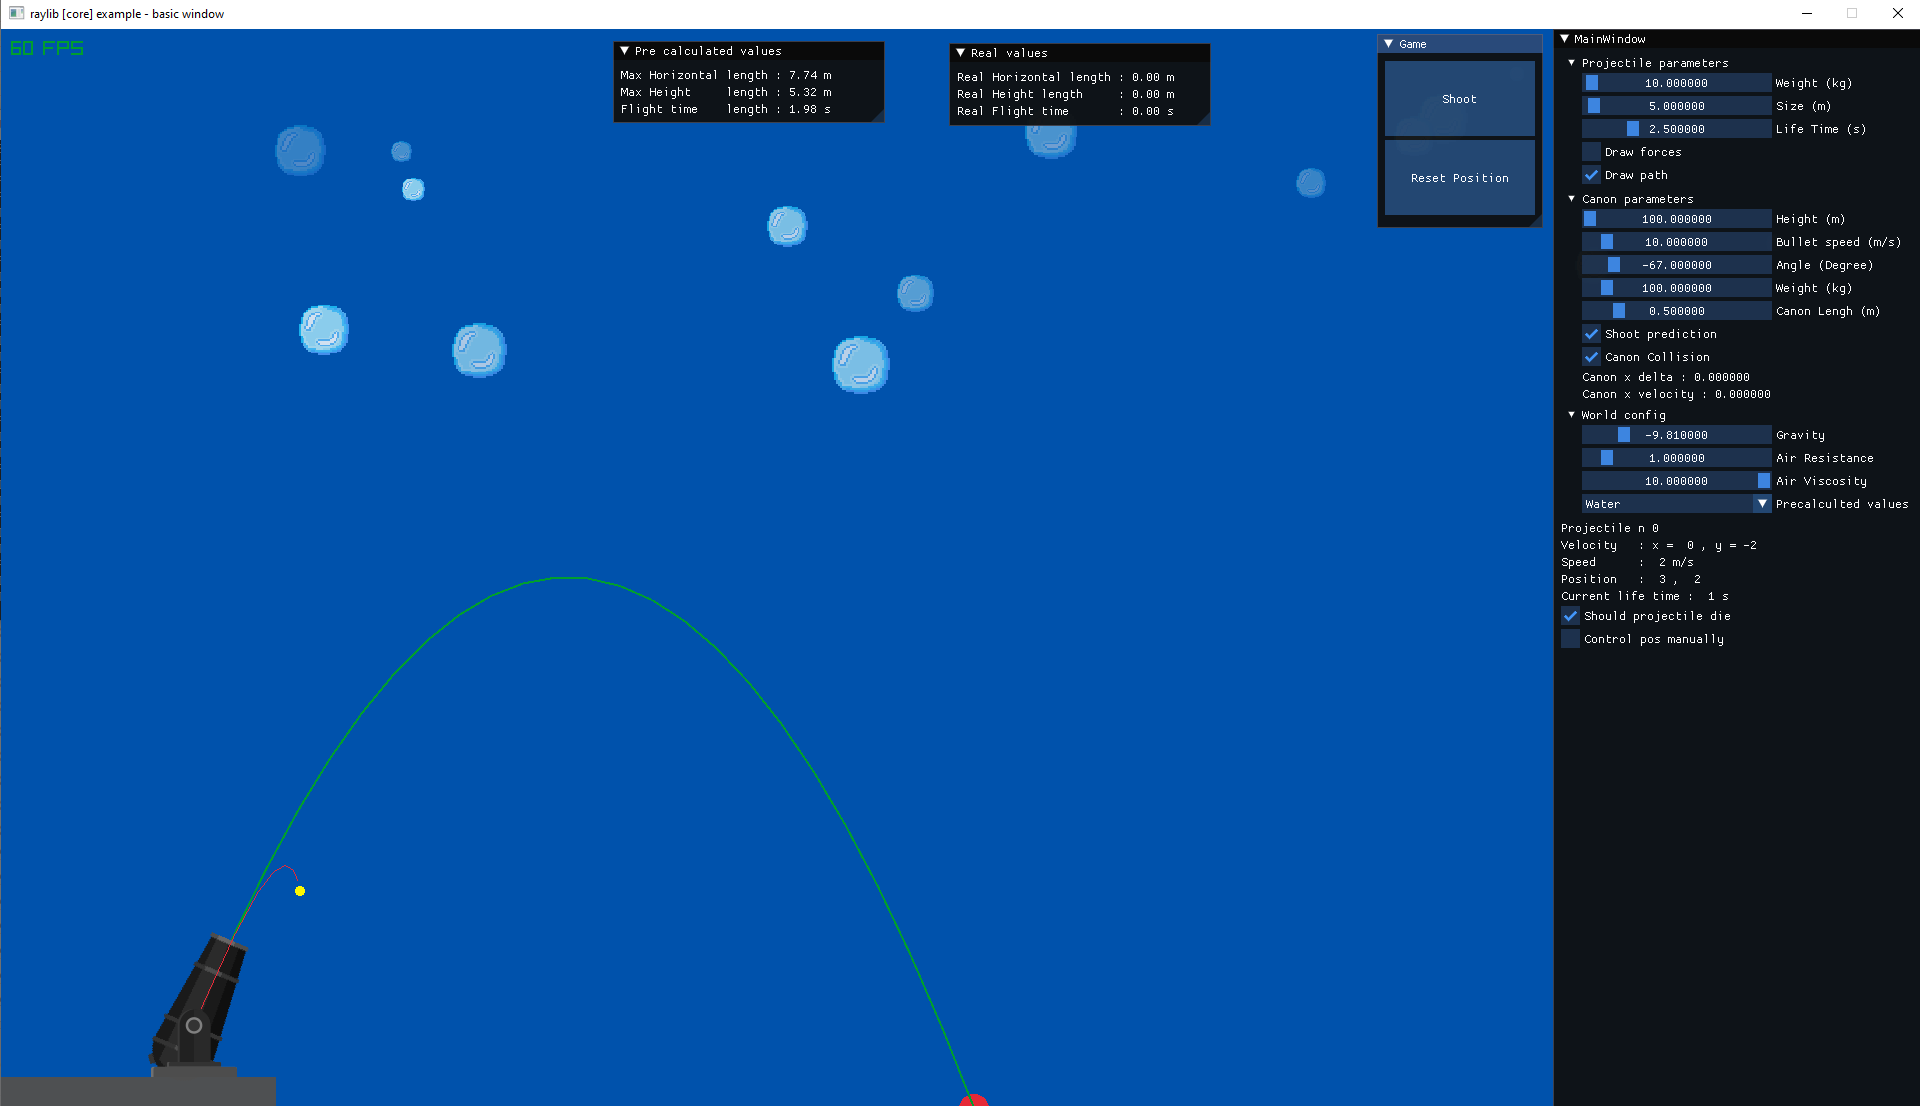 raylib [core] example - basic window
60 FPS
Pre calculated values
Max Horizontal length : 7.74 m
Max Height length : 5.32 m
Flight time length : 1.98 s
Real values
Real Horizontal length : 0.00 m
Real Height length : 0.00 m
Real Flight time : 0.00 s
Game
Shoot
Reset Position
MainWindow
Projectile parameters
10.000000 Weight (kg)
5.000000 Size (m)
2.500000 Life Time (s)
Draw forces
Draw path
Canon parameters
100.000000 Height (m)
10.000000 Bullet speed (m/s)
-67.000000 Angle (Degree)
100.000000 Weight (kg)
0.500000 Canon Lengh (m)
Shoot prediction
Canon Collision
Canon x delta : 0.000000
Canon x velocity : 0.000000
World config
-9.810000 Gravity
1.000000 Air Resistance
10.000000 Air Viscosity
Water Precalculted values
Projectile n 0
Velocity : x = 0 , y = -2
Speed : 2 m/s
Position : 3 , 2
Current life time : 1 s
Should projectile die
Control pos manually